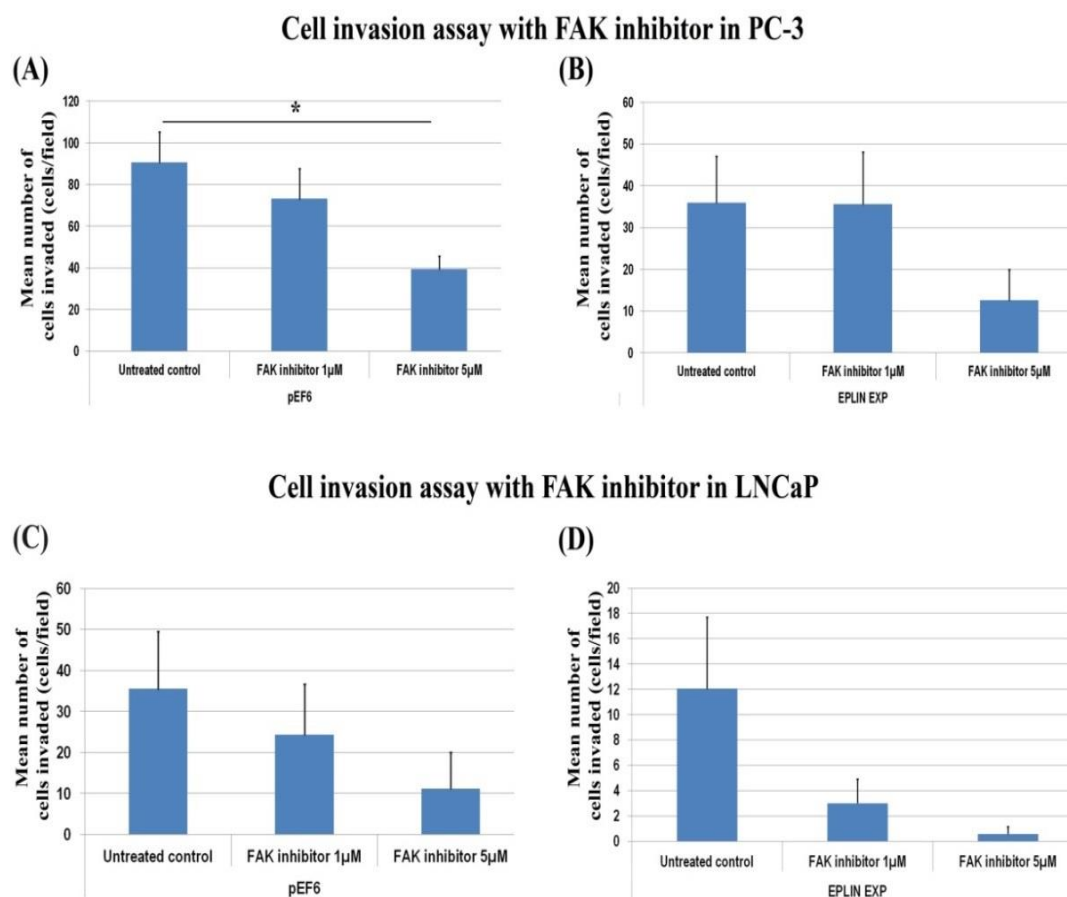 Cell invasion assay with FAK inhibitor in PC-3
(A)
Mean number of
cells invaded (cells/field)
120
100
80
60
40
20
0
*
Untreated control
FAK inhibitor 1µM
FAK inhibitor 5µM
pEF6
(B)
Mean number of
cells invaded (cells/field)
60
50
40
30
20
10
0
Untreated control
FAK inhibitor 1µM
FAK inhibitor 5µM
EPLIN EXP
Cell invasion assay with FAK inhibitor in LNCaP
(C)
Mean number of
cells invaded (cells/field)
60
50
40
30
20
10
0
Untreated control
FAK inhibitor 1µM
FAK inhibitor 5µM
pEF6
(D)
Mean number of
cells invaded (cells/field)
20
18
16
14
12
10
8
6
4
2
0
Untreated control
FAK inhibitor 1µM
FAK inhibitor 5µM
EPLIN EXP